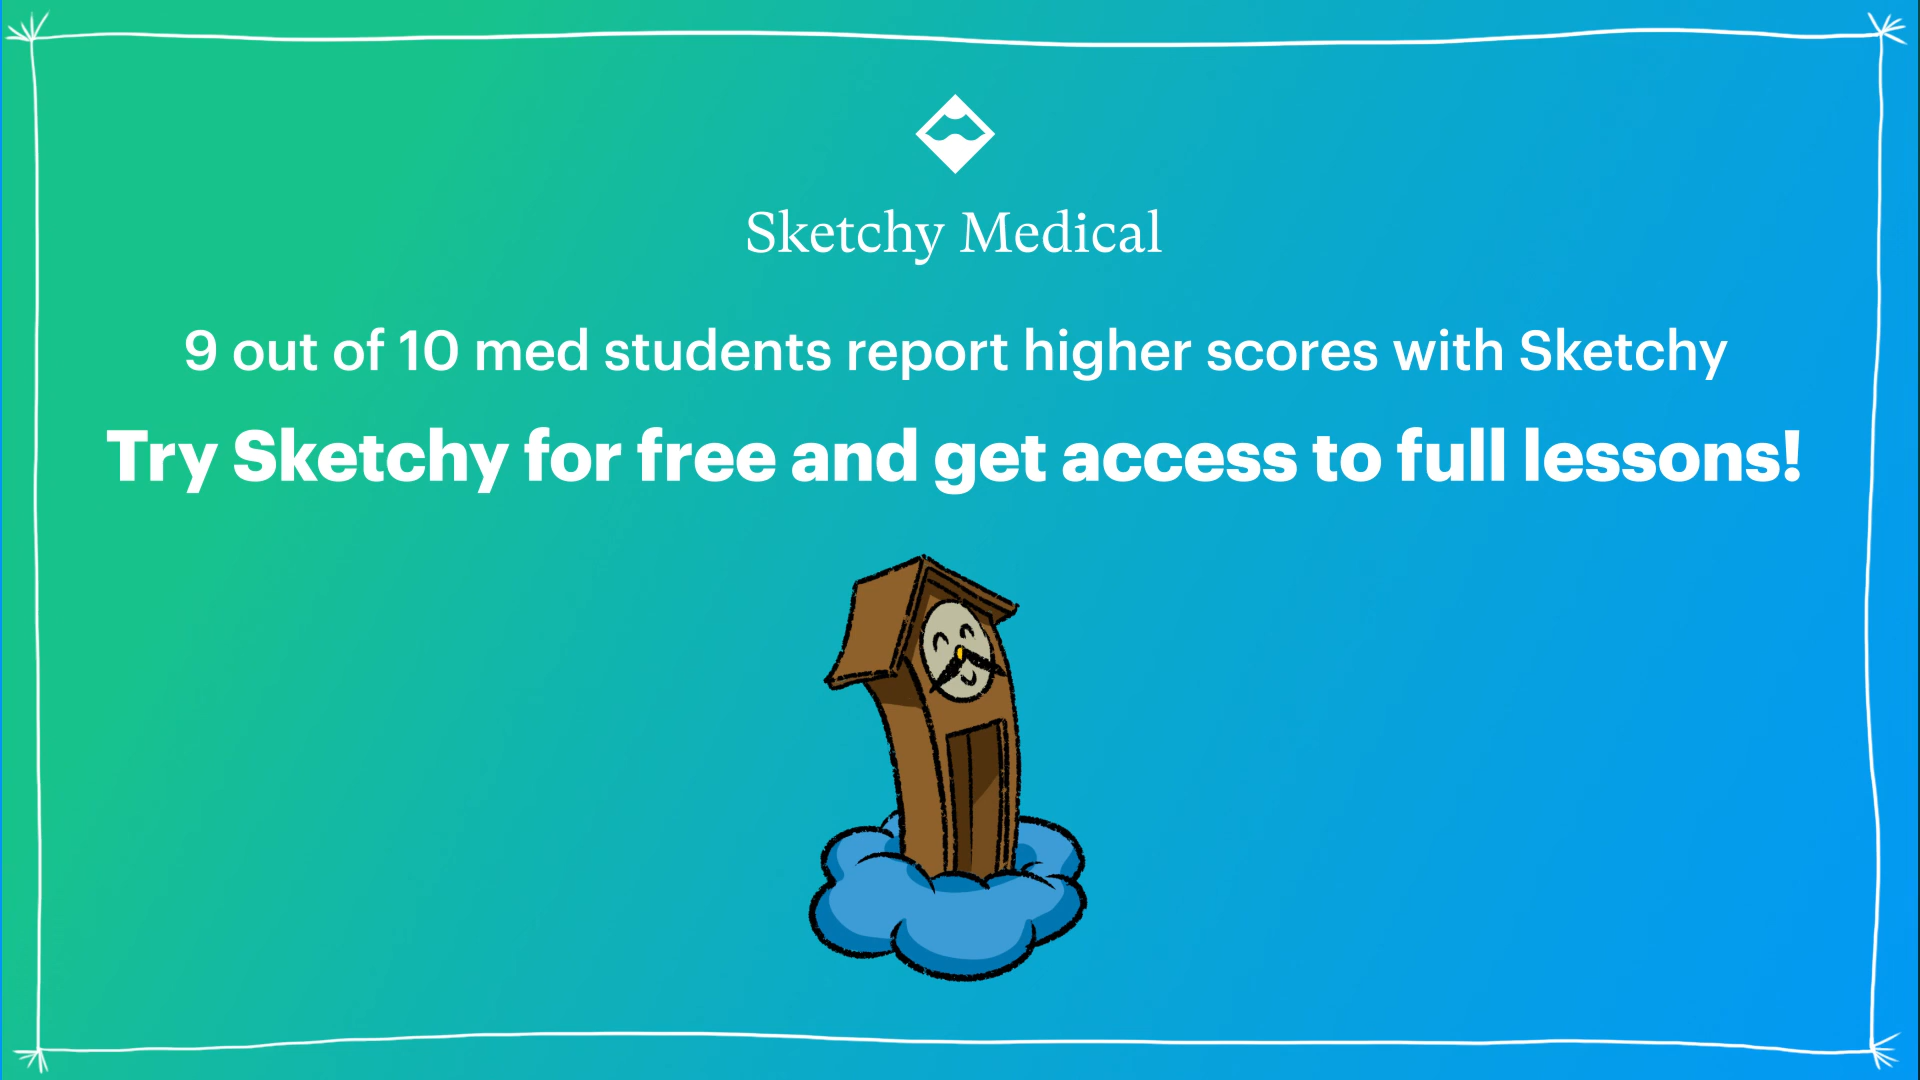 Sketchy Medical
9 out of 10 med students report higher scores with Sketchy
Try Sketchy for free and get access to full lessons!